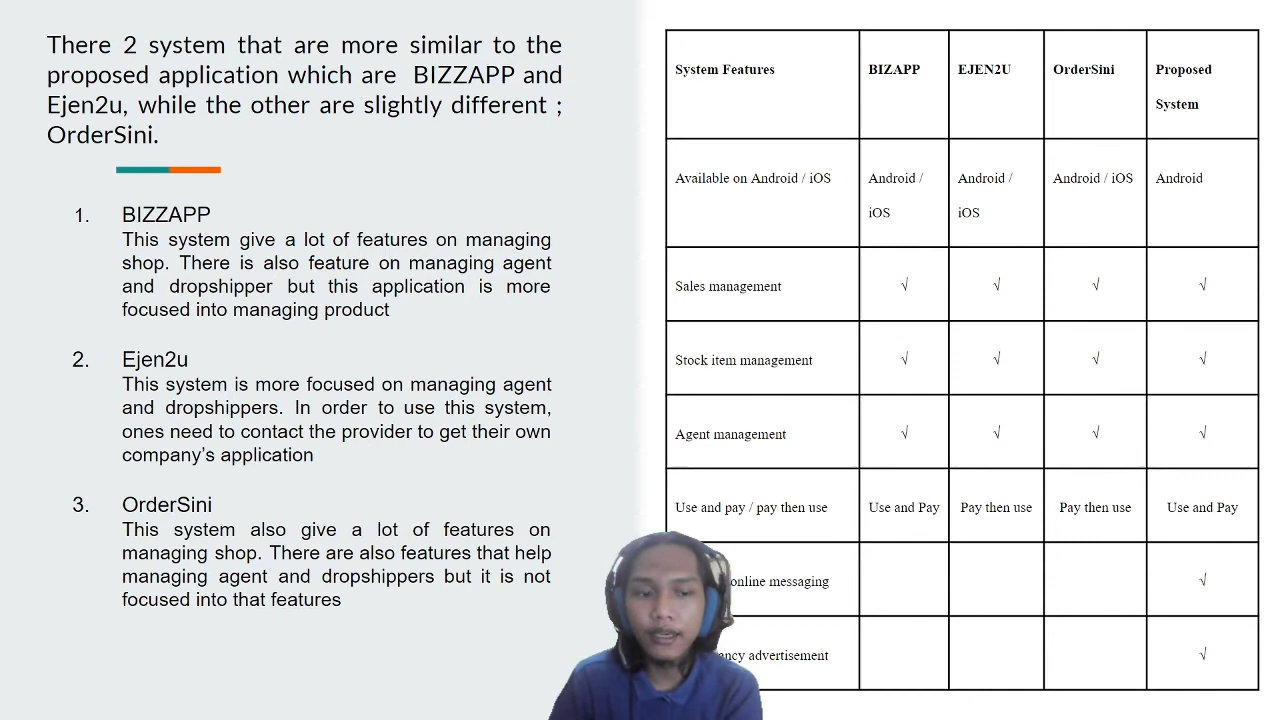 There 2 system that are more similar to the
proposed application which are BIZZAPP and
Ejen2u, while the other are slightly different ;
OrderSini.
1. BIZZAPP
This system give a lot of features on managing
shop. There is also feature on managing agent
and dropshipper but this application is more
focused into managing product
2. Ejen2u
This system is more focused on managing agent
and dropshippers. In order to use this system,
ones need to contact the provider to get their own
company's application
3. OrderSini
This system also give a lot of features on
managing shop. There are also features that help
managing agent and dropshippers but it is not
focused into that features
System Features BIZAPP EJEN2U OrderSini Proposed
System
Available on Android / iOS Android / Android / Android / iOS Android
iOS iOS
Sales management √ √ √ √
Stock item management √ √ √ √
Agent management √ √ √ √
Use and pay / pay then use Use and Pay Pay then use Pay then use Use and Pay
online messaging √
advertisement √